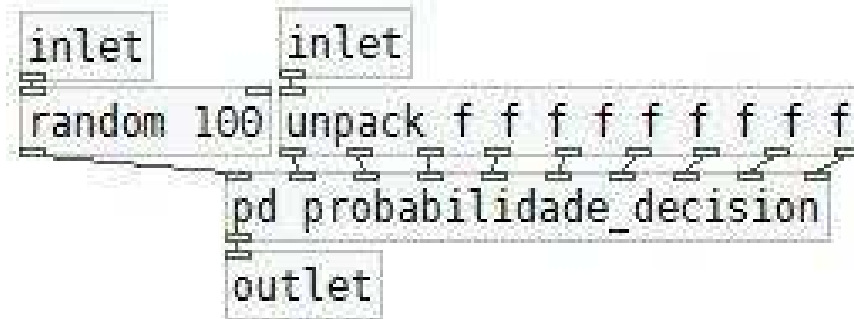 inlet
inlet
random 100
unpack f f f f f f f f f
pd probabilidade_decision
outlet